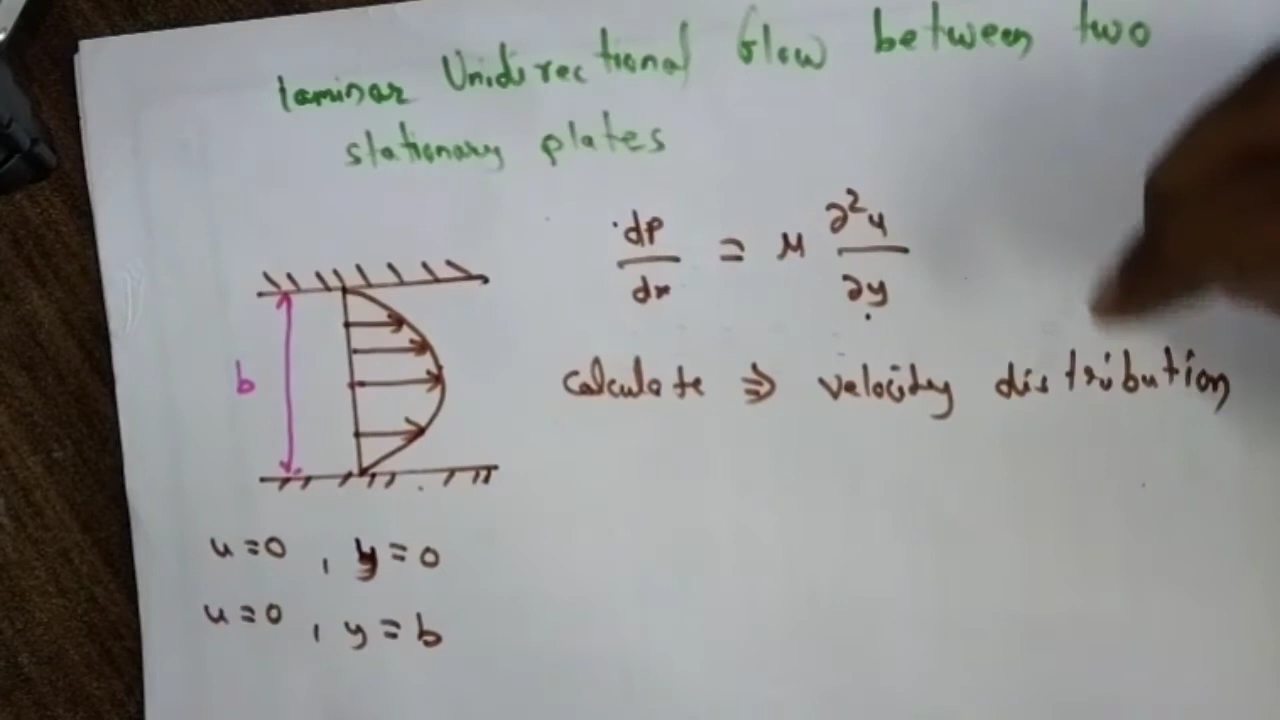 Laminar Unidirectional flow between two
stationary plates
dp/dx = μ ∂²u/∂y
calculate ⇒ velocity distribution
b
u=0 , y=0
u=0 , y=b